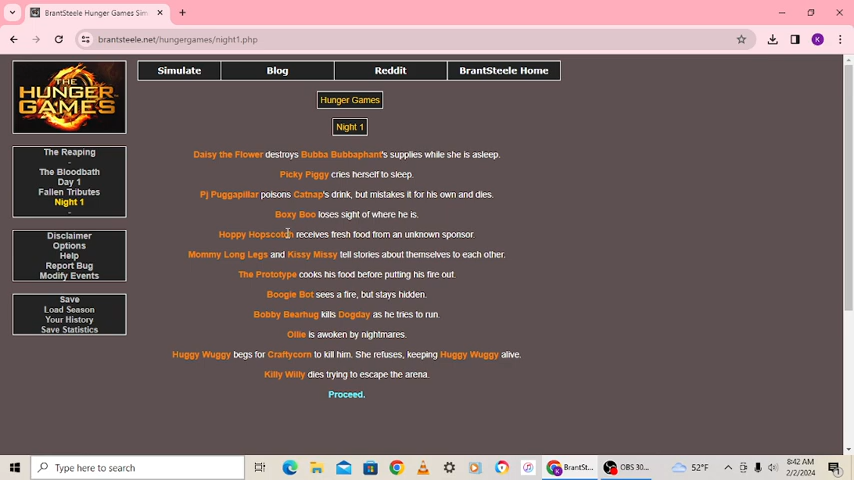 BrantSteele Hunger Games Sim
brantsteele.net/hungergames/night1.php
K
THE
HUNGER
GAMES
Simulate
Blog
Reddit
BrantSteele Home
Hunger Games
Night 1
The Reaping
-
The Bloodbath
Day 1
Fallen Tributes
Night 1
-
Disclaimer
Options
Help
Report Bug
Modify Events
Save
Load Season
Your History
Save Statistics
Daisy the Flower destroys Bubba Bubbaphant's supplies while she is asleep.
Picky Piggy cries herself to sleep.
Pj Puggapillar poisons Catnap's drink, but mistakes it for his own and dies.
Boxy Boo loses sight of where he is.
Hoppy Hopscotch receives fresh food from an unknown sponsor.
Mommy Long Legs and Kissy Missy tell stories about themselves to each other.
The Prototype cooks his food before putting his fire out.
Boogie Bot sees a fire, but stays hidden.
Bobby Bearhug kills Dogday as he tries to run.
Ollie is awoken by nightmares.
Huggy Wuggy begs for Craftycorn to kill him. She refuses, keeping Huggy Wuggy alive.
Killy Willy dies trying to escape the arena.
Proceed.
Type here to search
BrantSt...
OBS 30....
52°F
8:42 AM
2/2/2024